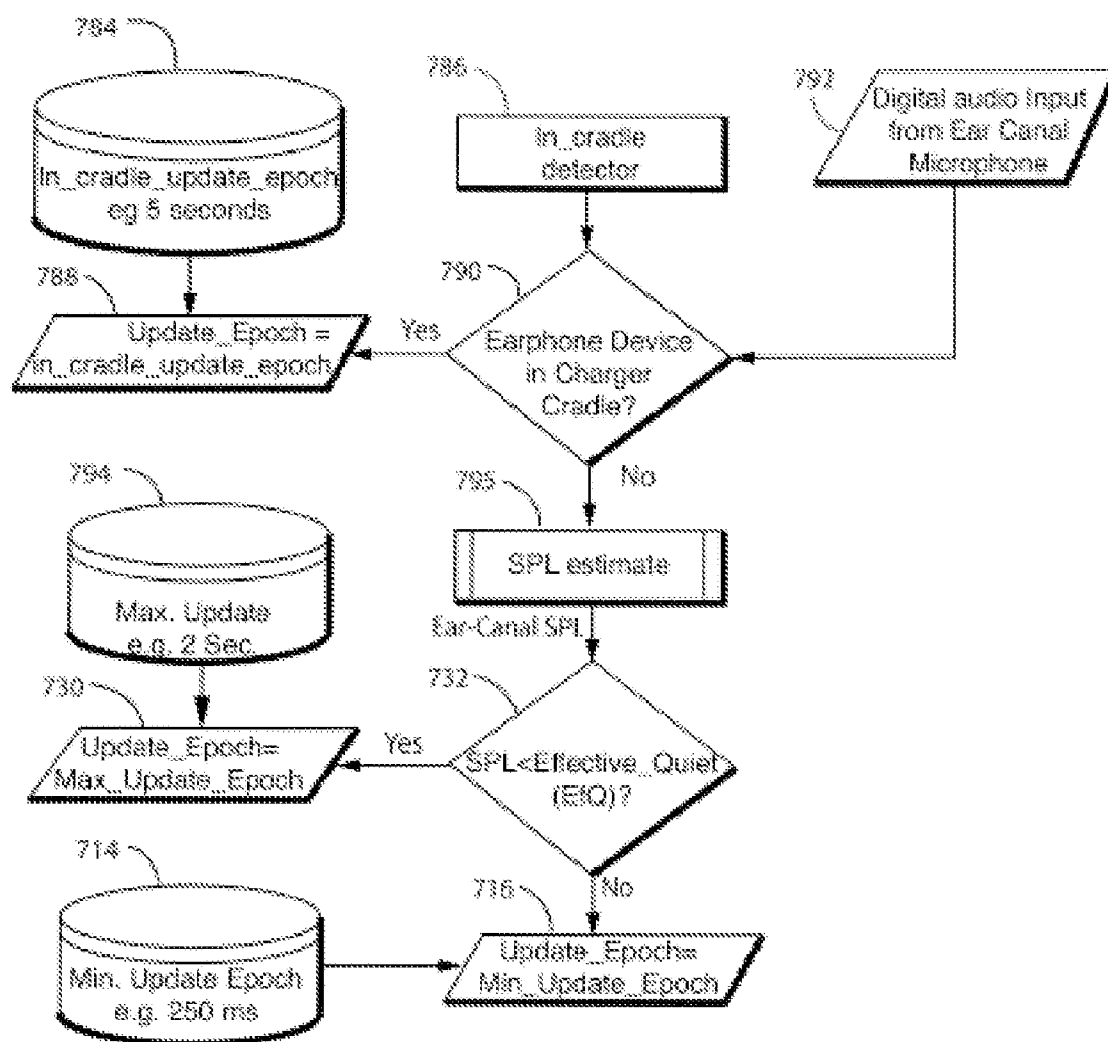 784
In_cradle_update_epoch
eg 5 seconds
786
In_cradle
detector
792
Digital audio Input
from Ear Canal
Microphone
788
Update_Epoch =
in_cradle_update_epoch
Yes
790
Earphone Device
in Charger
Cradle?
No
794
Max. Update
e.g. 2 Sec.
795
SPL estimate
Ear-Canal SPL
730
Update_Epoch=
Max_Update_Epoch
Yes
732
SPL<Effective_Quiet
(EfQ)?
No
714
Min. Update Epoch
e.g. 250 ms
716
Update_Epoch=
Min_Update_Epoch